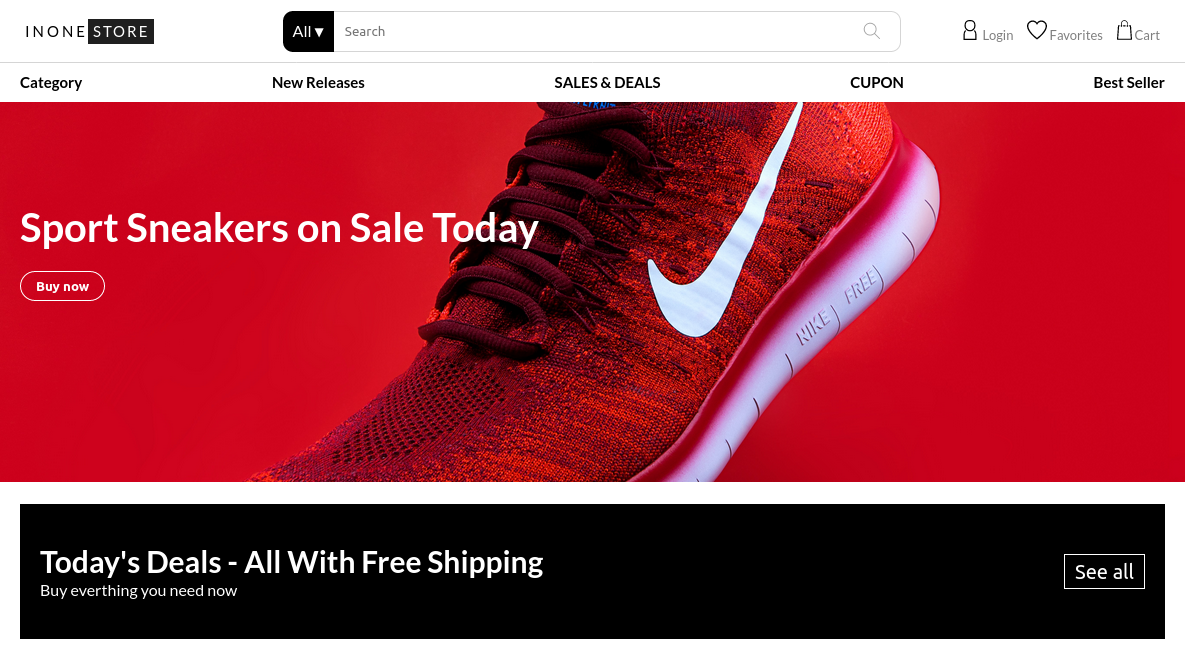 INONE STORE
All ▼
Search
Login
Favorites
Cart
Category
New Releases
SALES & DEALS
CUPON
Best Seller
Sport Sneakers on Sale Today
Buy now
NIKE FREE
Today's Deals - All With Free Shipping
Buy everthing you need now
See all